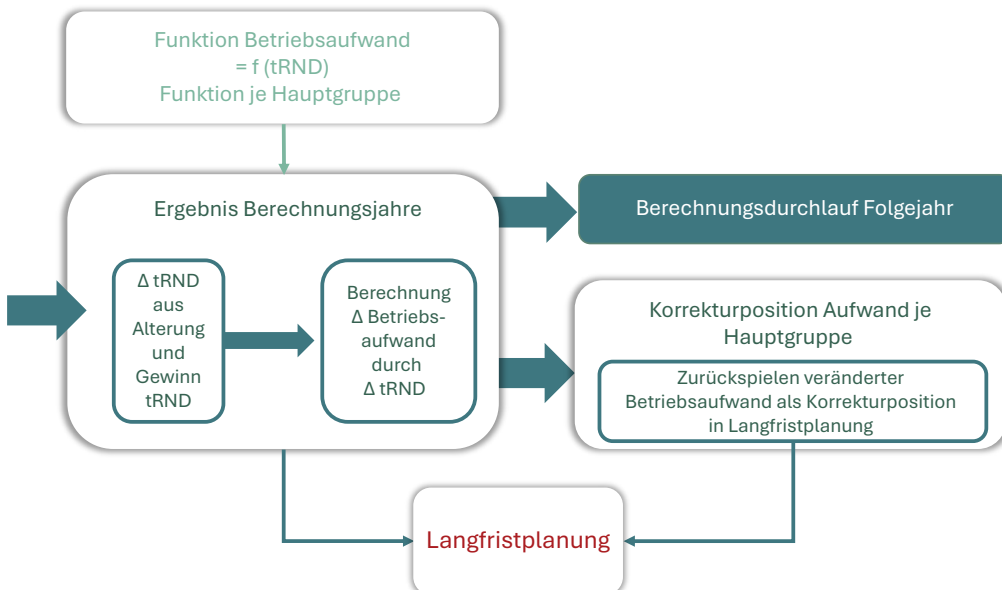 Funktion Betriebsaufwand
= f (tRND)
Funktion je Hauptgruppe
Ergebnis Berechnungsjahre
Δ tRND
aus
Alterung
und
Gewinn
tRND
Berechnung
Δ Betriebs-
aufwand
durch
Δ tRND
Berechnungsdurchlauf Folgejahr
Korrekturposition Aufwand je
Hauptgruppe
Zurückspielen veränderter
Betriebsaufwand als Korrekturposition
in Langfristplanung
Langfristplanung